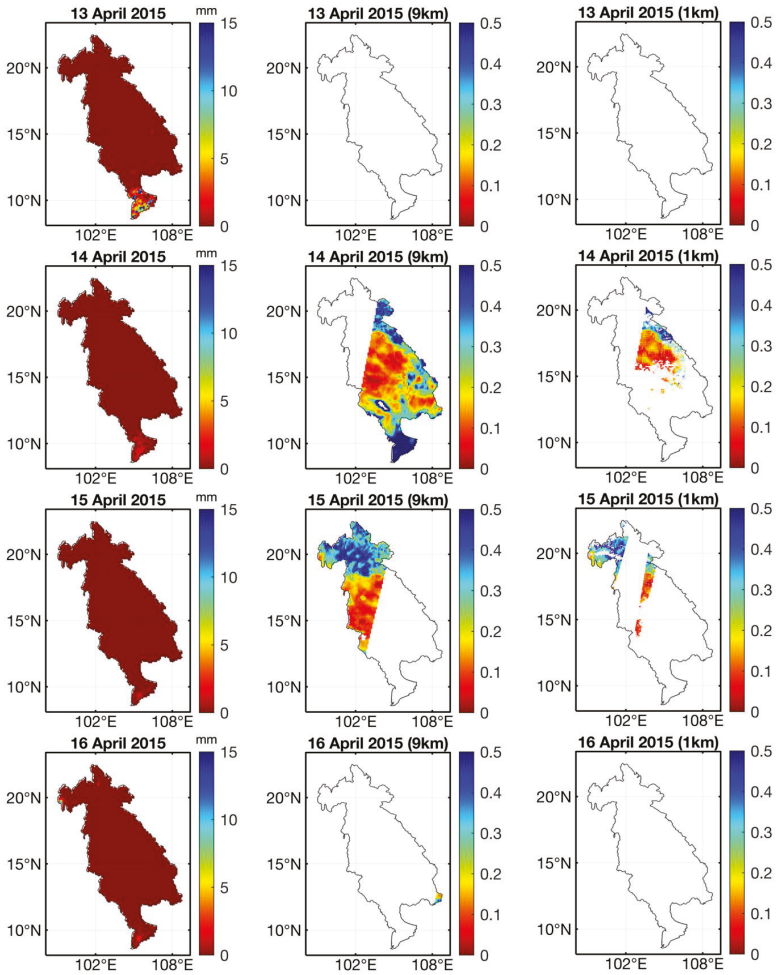 13 April 2015 mm 13 April 2015 (9km) 13 April 2015 (1km)
15 0.5 0.5
20°N 20°N 20°N
0.4 0.4
10
15°N 15°N 0.3 15°N 0.3
5 0.2 0.2
10°N 10°N 10°N
0.1 0.1
0 0 0
102°E 108°E 102°E 108°E 102°E 108°E
14 April 2015 mm 14 April 2015 (9km) 14 April 2015 (1km)
15 0.5 0.5
20°N 20°N 20°N
0.4 0.4
10
15°N 15°N 0.3 15°N 0.3
5 0.2 0.2
10°N 10°N 10°N
0.1 0.1
0 0 0
102°E 108°E 102°E 108°E 102°E 108°E
15 April 2015 mm 15 April 2015 (9km) 15 April 2015 (1km)
15 0.5 0.5
20°N 20°N 20°N
0.4 0.4
10
15°N 15°N 0.3 15°N 0.3
5 0.2 0.2
10°N 10°N 10°N
0.1 0.1
0 0 0
102°E 108°E 102°E 108°E 102°E 108°E
16 April 2015 mm 16 April 2015 (9km) 16 April 2015 (1km)
15 0.5 0.5
20°N 20°N 20°N
0.4 0.4
10
15°N 15°N 0.3 15°N 0.3
5 0.2 0.2
10°N 10°N 10°N
0.1 0.1
0 0 0
102°E 108°E 102°E 108°E 102°E 108°E